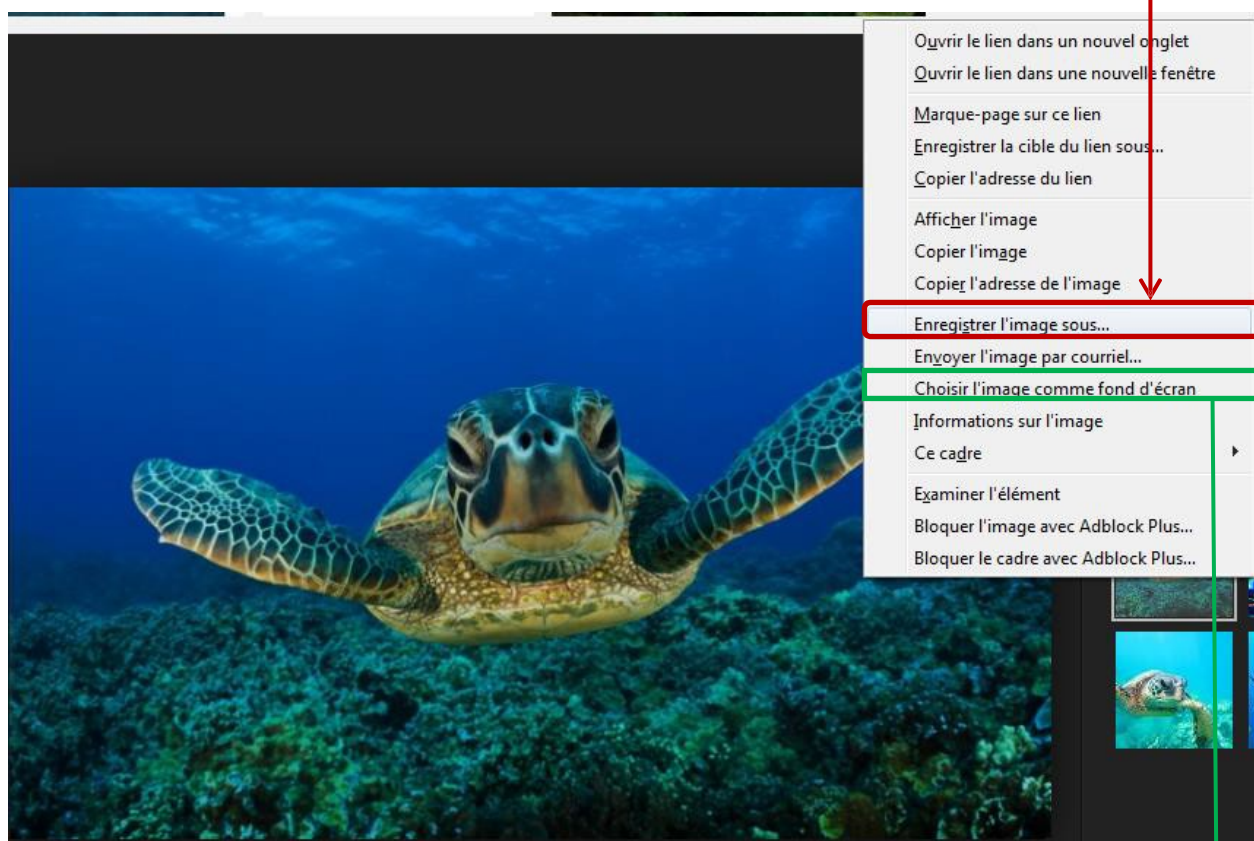 Ouvrir le lien dans un nouvel onglet
Ouvrir le lien dans une nouvelle fenêtre
Marque-page sur ce lien
Enregistrer la cible du lien sous...
Copier l'adresse du lien
Afficher l'image
Copier l'image
Copier l'adresse de l'image
Enregistrer l'image sous...
Envoyer l'image par courriel...
Choisir l'image comme fond d'écran
Informations sur l'image
Ce cadre
Examiner l'élément
Bloquer l'image avec Adblock Plus...
Bloquer le cadre avec Adblock Plus...